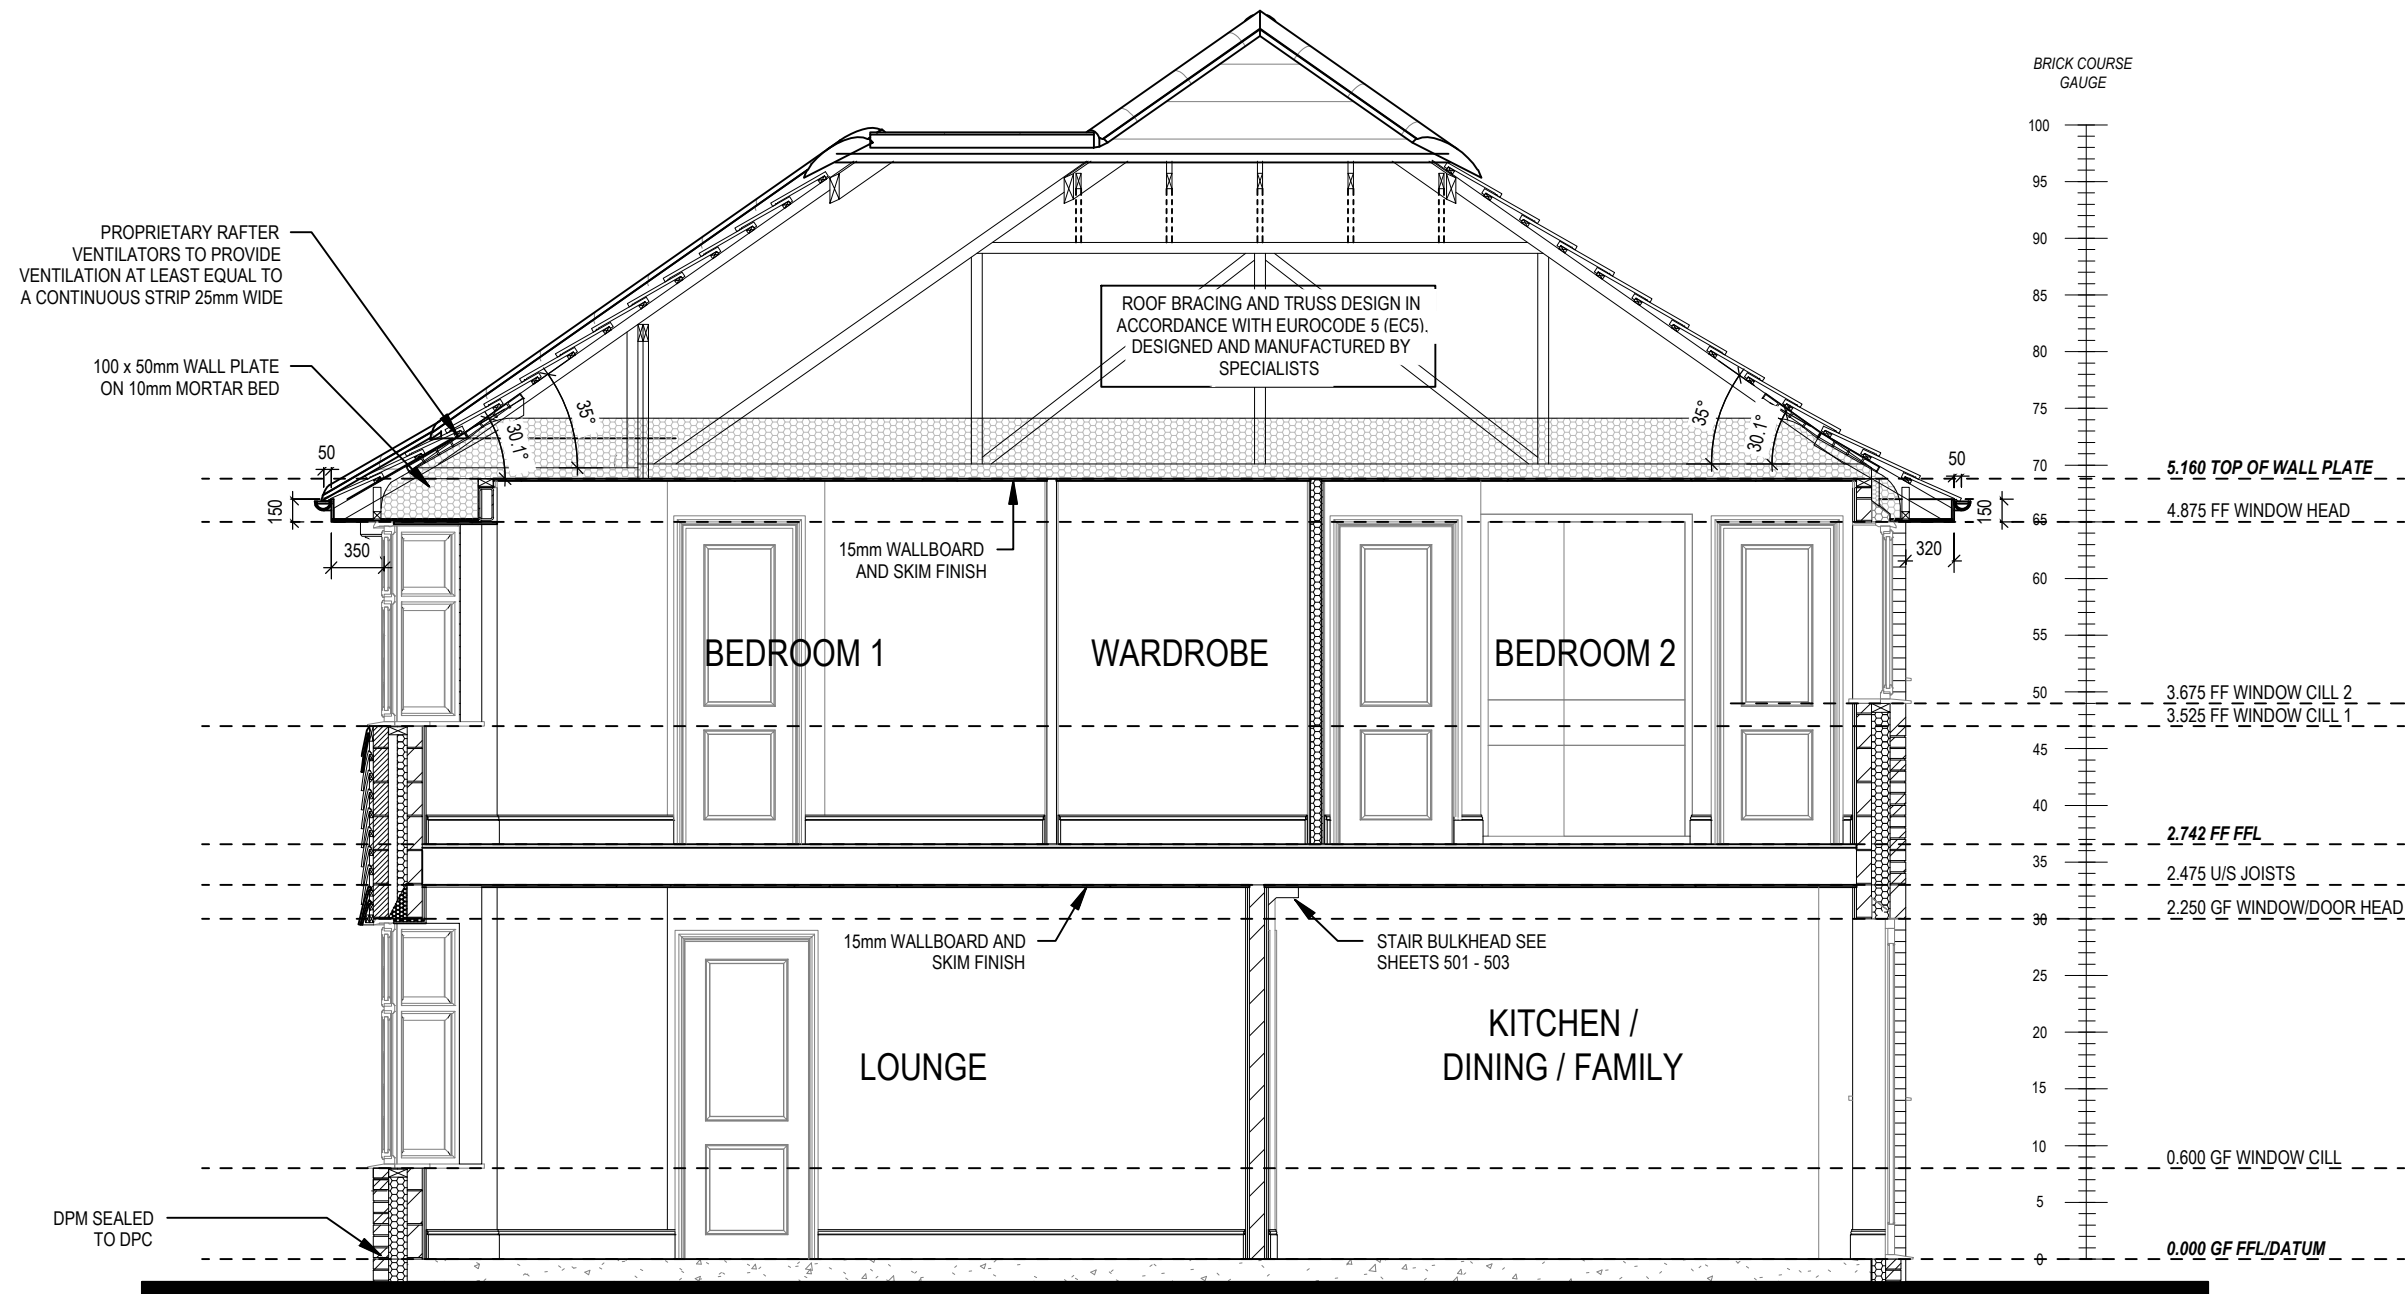 BRICK COURSE
GAUGE
100
95
90
85
80
75
70
65
60
55
50
45
40
35
30
25
20
15
10
5
0
PROPRIETARY RAFTER
VENTILATORS TO PROVIDE
VENTILATION AT LEAST EQUAL TO
A CONTINUOUS STRIP 25mm WIDE
100 x 50mm WALL PLATE
ON 10mm MORTAR BED
ROOF BRACING AND TRUSS DESIGN IN
ACCORDANCE WITH EUROCODE 5 (EC5).
DESIGNED AND MANUFACTURED BY
SPECIALISTS
35°
30.1°
35°
30.1°
50
150
350
50
150
320
5.160 TOP OF WALL PLATE
4.875 FF WINDOW HEAD
15mm WALLBOARD
AND SKIM FINISH
BEDROOM 1
WARDROBE
BEDROOM 2
3.675 FF WINDOW CILL 2
3.525 FF WINDOW CILL 1
2.742 FF FFL
2.475 U/S JOISTS
2.250 GF WINDOW/DOOR HEAD
15mm WALLBOARD AND
SKIM FINISH
STAIR BULKHEAD SEE
SHEETS 501 - 503
LOUNGE
KITCHEN /
DINING / FAMILY
0.600 GF WINDOW CILL
DPM SEALED
TO DPC
0.000 GF FFL/DATUM